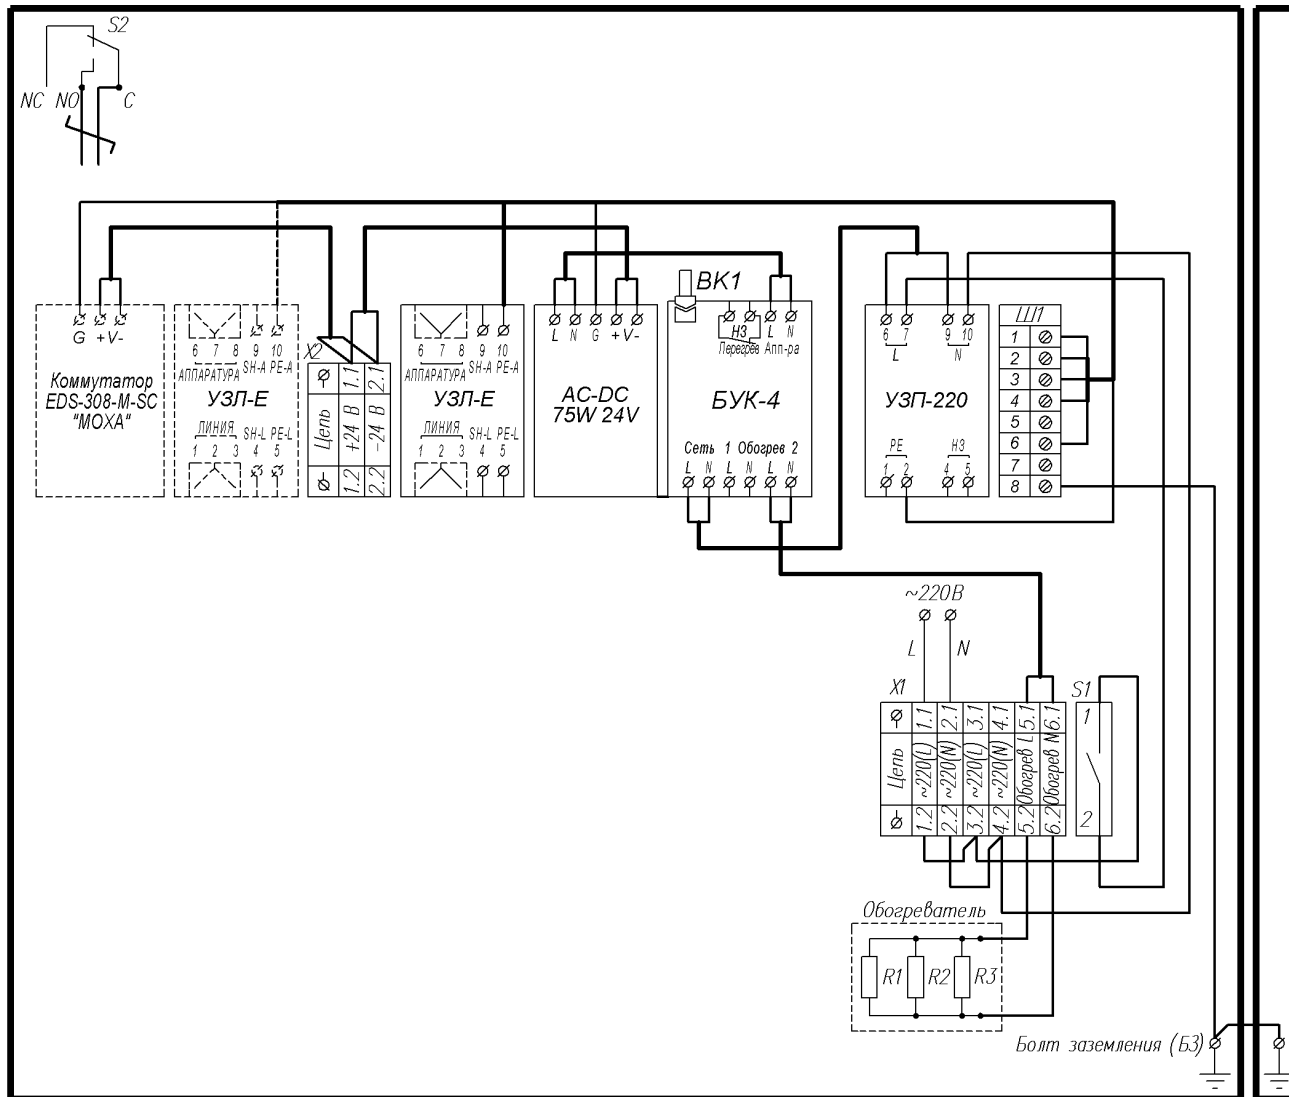 S2
NC NO C
BK1
G +V-
Коммутатор
EDS-308-M-SC
"MOXA"
6 7 8 9 10
АППАРАТУРА SH-A PE-A
УЗЛ-Е
ЛИНИЯ SH-L PE-L
1 2 3 4 5
X2
1.1 2.1
Цепь +24 В -24 В
1.2 2.2
6 7 8 9 10
АППАРАТУРА SH-A PE-A
УЗЛ-Е
ЛИНИЯ SH-L PE-L
1 2 3 4 5
L N G +V-
AC-DC
75W 24V
НЗ L N
Перегрев Апп-ра
БУК-4
Сеть 1 Обогрев 2
L N L N L N
6 7 9 10
L N
УЗП-220
PE НЗ
1 2 4 5
Ш1
1
2
3
4
5
6
7
8
~220В
L N
X1
1.1 2.1 3.1 4.1 5.1 6.1
Цепь ~220(L) ~220(N) ~220(L) ~220(N) Обогрев L Обогрев N
1.2 2.2 3.2 4.2 5.2 6.2
S1
1
2
Обогреватель
R1 R2 R3
Болт заземления (БЗ)